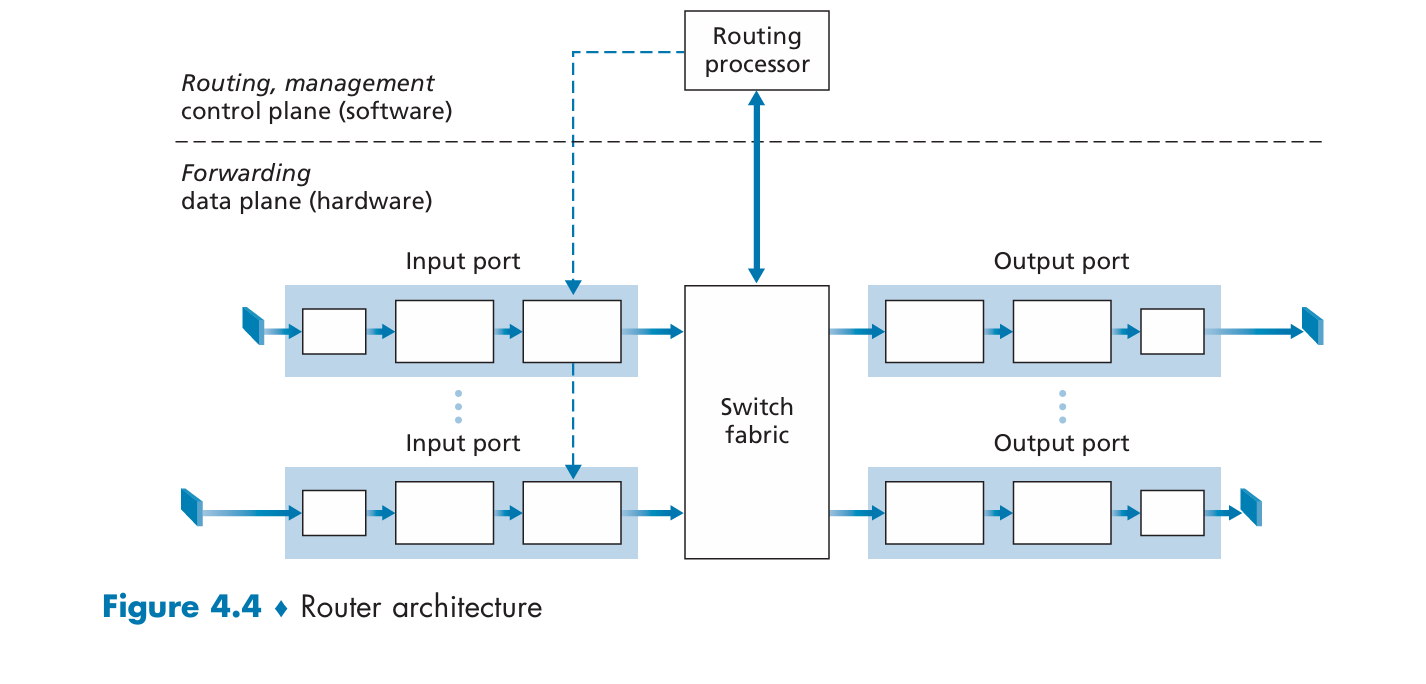 Routing
processor
Routing, management
control plane (software)
Forwarding
data plane (hardware)
Input port
Output port
Switch
fabric
Input port
Output port
Figure 4.4 ♦ Router architecture